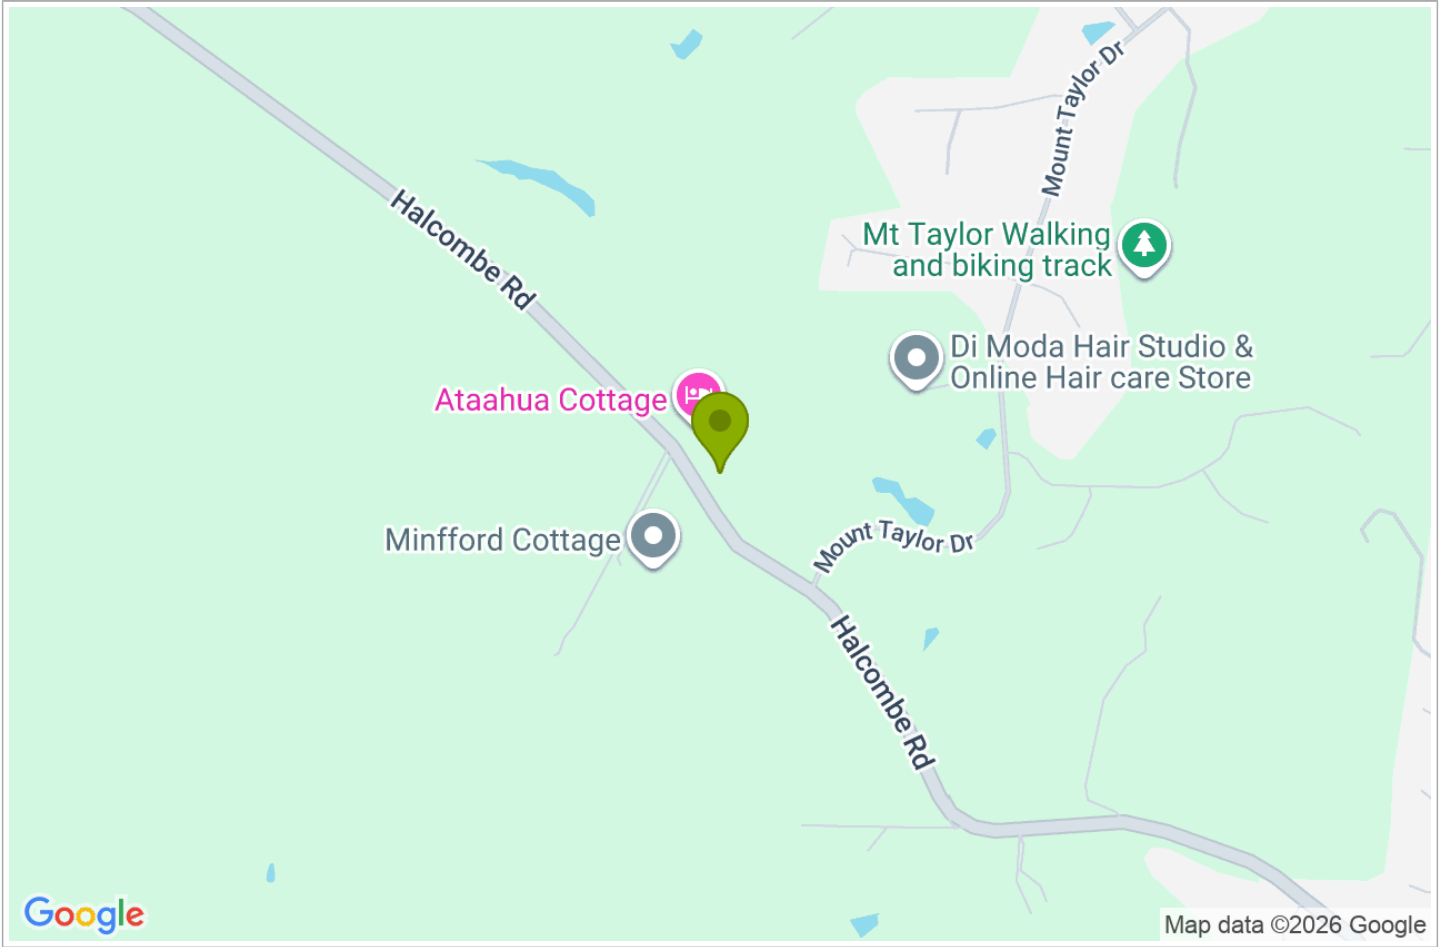 Mount Taylor Dr
Halcombe Rd
Mt Taylor Walking
and biking track
Di Moda Hair Studio &
Online Hair care Store
Ataahua Cottage
Minfford Cottage
Mount Taylor Dr
Halcombe Rd
Google
Map data ©2026 Google